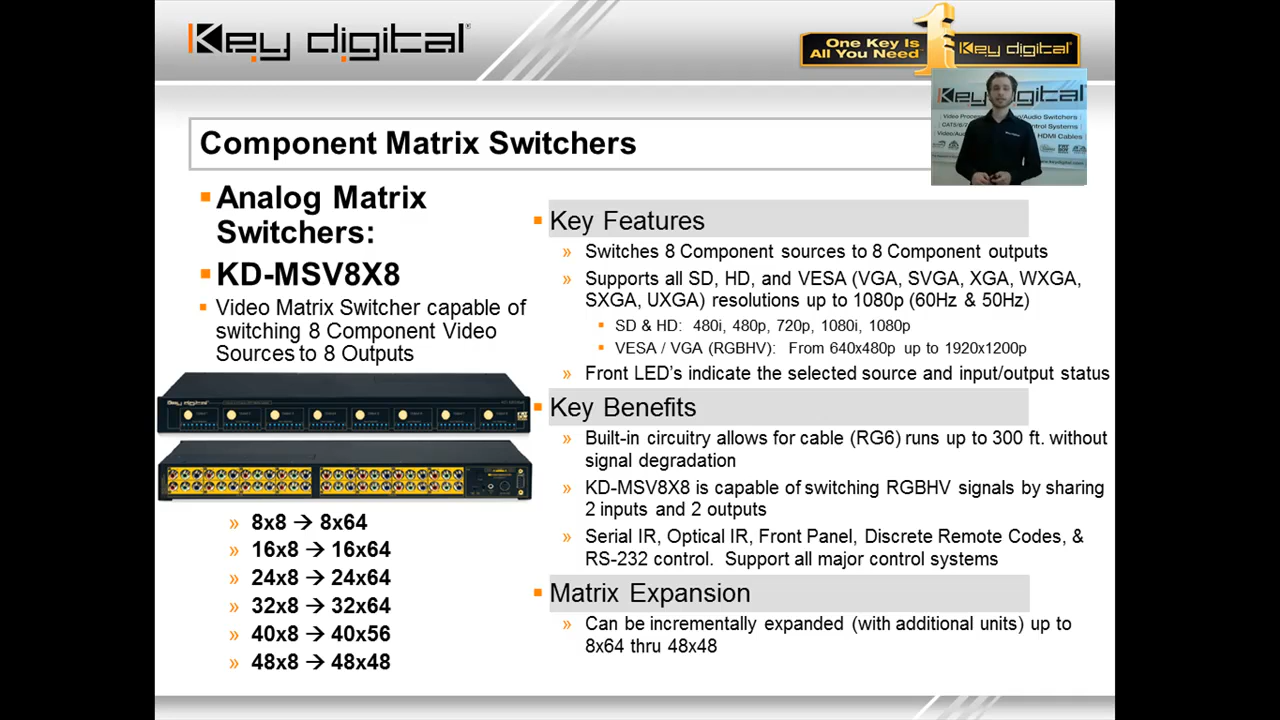 Key digital
One Key Is
All You Need
1
Key digital
Key digital
Component Matrix Switchers
Analog Matrix
Switchers:
KD-MSV8X8
Video Matrix Switcher capable of
switching 8 Component Video
Sources to 8 Outputs
Key digital
8x8 → 8x64
16x8 → 16x64
24x8 → 24x64
32x8 → 32x64
40x8 → 40x56
48x8 → 48x48
Key Features
» Switches 8 Component sources to 8 Component outputs
» Supports all SD, HD, and VESA (VGA, SVGA, XGA, WXGA,
SXGA, UXGA) resolutions up to 1080p (60Hz & 50Hz)
SD & HD: 480i, 480p, 720p, 1080i, 1080p
VESA / VGA (RGBHV): From 640x480p up to 1920x1200p
» Front LED's indicate the selected source and input/output status
Key Benefits
» Built-in circuitry allows for cable (RG6) runs up to 300 ft. without
signal degradation
» KD-MSV8X8 is capable of switching RGBHV signals by sharing
2 inputs and 2 outputs
» Serial IR, Optical IR, Front Panel, Discrete Remote Codes, &
RS-232 control. Support all major control systems
Matrix Expansion
» Can be incrementally expanded (with additional units) up to
8x64 thru 48x48